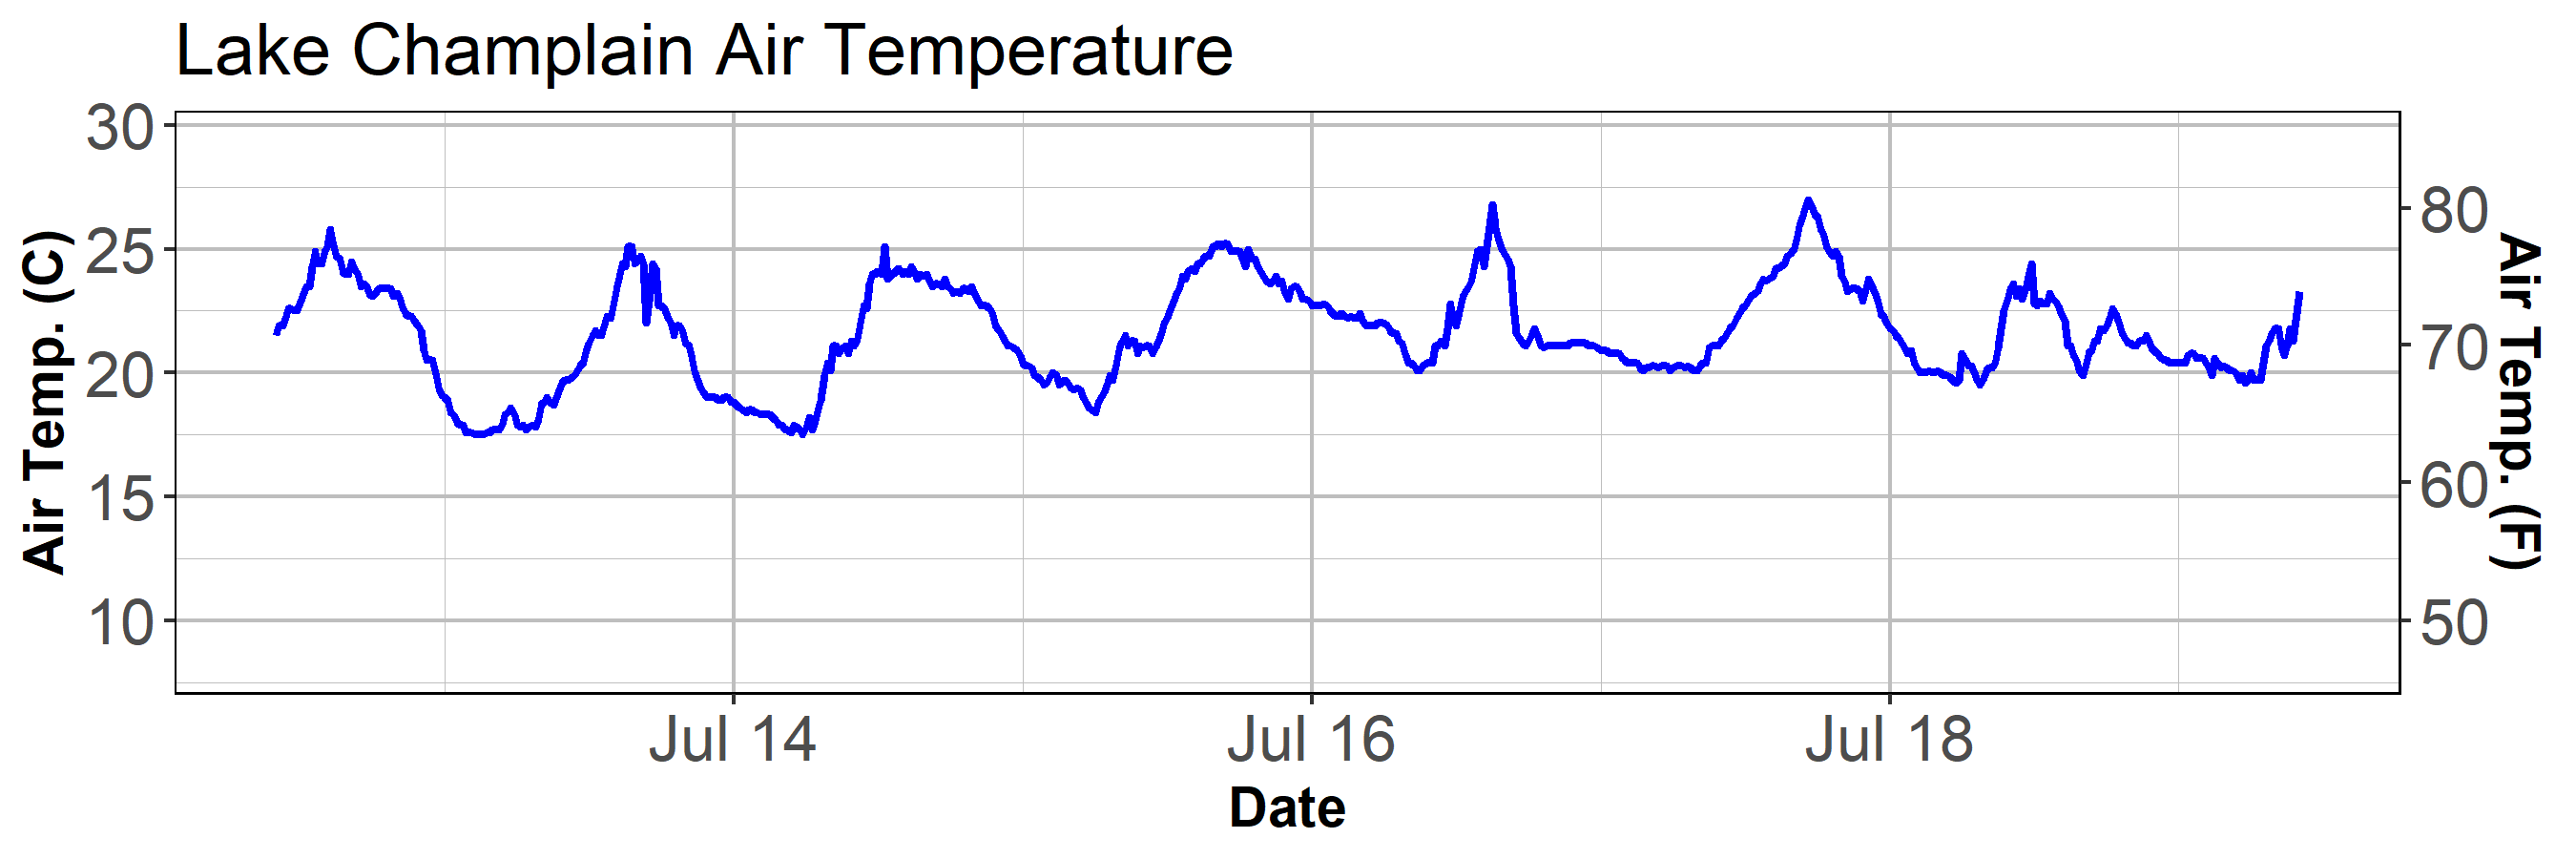 Lake Champlain Air Temperature
30
25
20
15
10
Air Temp. (C)
80
70
60
50
Air Temp. (F)
Jul 14 Jul 16 Jul 18
Date